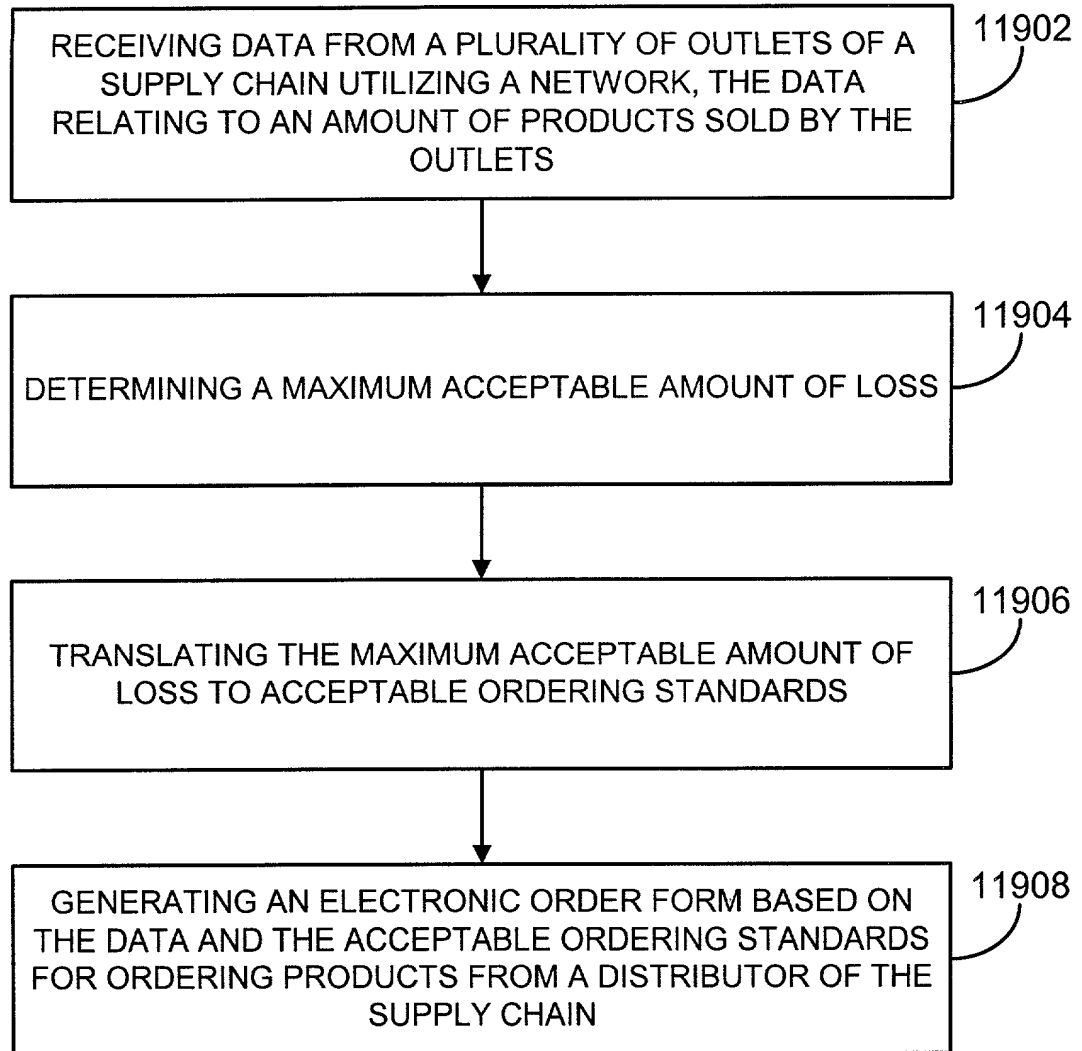 RECEIVING DATA FROM A PLURALITY OF OUTLETS OF A
SUPPLY CHAIN UTILIZING A NETWORK, THE DATA
RELATING TO AN AMOUNT OF PRODUCTS SOLD BY THE
OUTLETS
11902
DETERMINING A MAXIMUM ACCEPTABLE AMOUNT OF LOSS
11904
TRANSLATING THE MAXIMUM ACCEPTABLE AMOUNT OF
LOSS TO ACCEPTABLE ORDERING STANDARDS
11906
GENERATING AN ELECTRONIC ORDER FORM BASED ON
THE DATA AND THE ACCEPTABLE ORDERING STANDARDS
FOR ORDERING PRODUCTS FROM A DISTRIBUTOR OF THE
SUPPLY CHAIN
11908